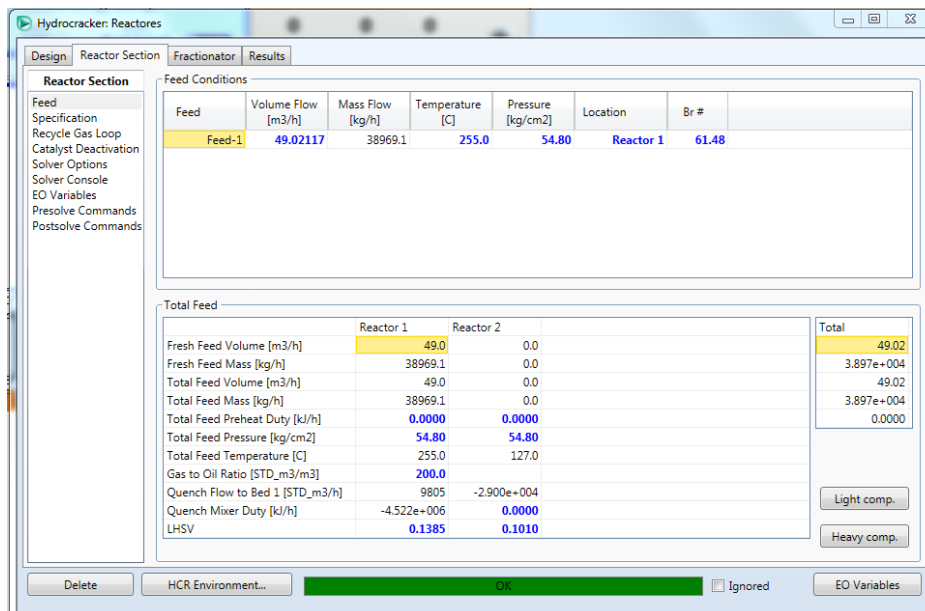 Hydrocracker: Reactores
Design Reactor Section Fractionator Results
Reactor Section
Feed
Specification
Recycle Gas Loop
Catalyst Deactivation
Solver Options
Solver Console
EO Variables
Presolve Commands
Postsolve Commands
Feed Conditions
Feed Volume Flow [m3/h] Mass Flow [kg/h] Temperature [C] Pressure [kg/cm2] Location Br #
Feed-1 49.02117 38969.1 255.0 54.80 Reactor 1 61.48
Total Feed
Reactor 1 Reactor 2 Total
Fresh Feed Volume [m3/h] 49.0 0.0 49.02
Fresh Feed Mass [kg/h] 38969.1 0.0 3.897e+004
Total Feed Volume [m3/h] 49.0 0.0 49.02
Total Feed Mass [kg/h] 38969.1 0.0 3.897e+004
Total Feed Preheat Duty [kJ/h] 0.0000 0.0000 0.0000
Total Feed Pressure [kg/cm2] 54.80 54.80
Total Feed Temperature [C] 255.0 127.0
Gas to Oil Ratio [STD_m3/m3] 200.0
Quench Flow to Bed 1 [STD_m3/h] 9805 -2.900e+004
Quench Mixer Duty [kJ/h] -4.522e+006 0.0000
LHSV 0.1385 0.1010
Light comp.
Heavy comp.
Delete HCR Environment... OK Ignored EO Variables